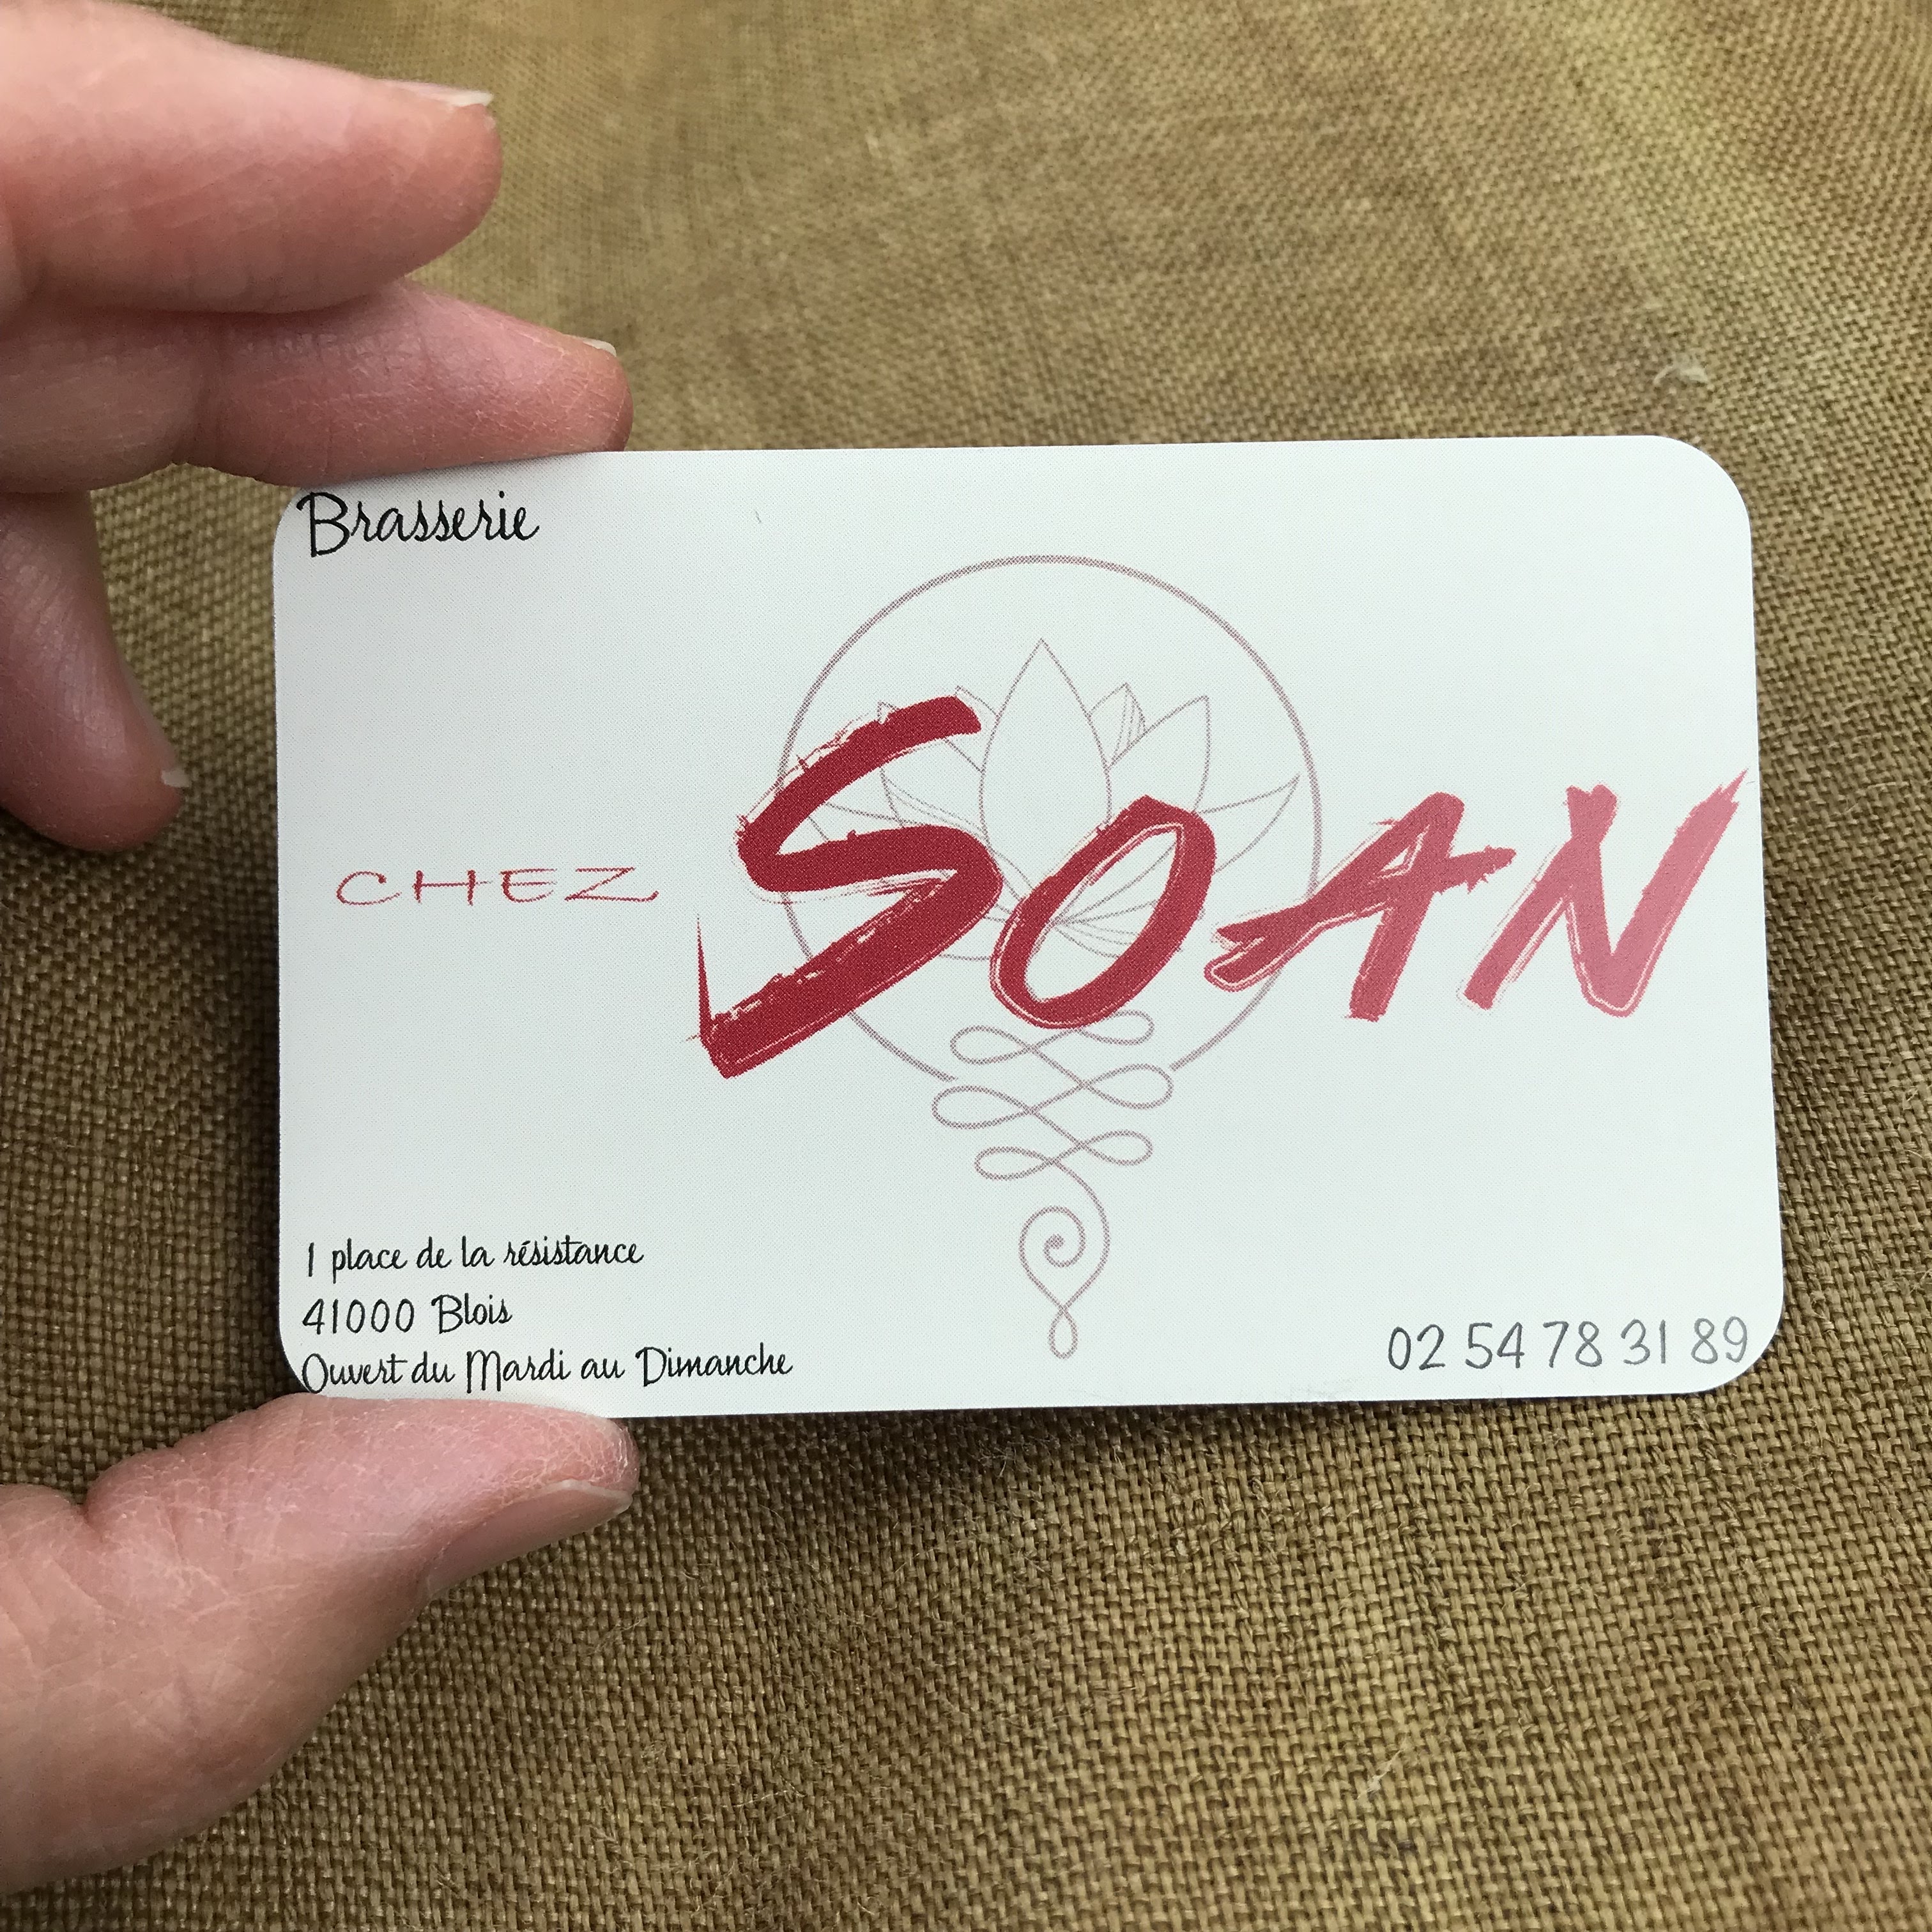 Brasserie
CHEZ SOAN
1 place de la résistance
41000 Blois
Ouvert du Mardi au Dimanche
02 54 78 31 89